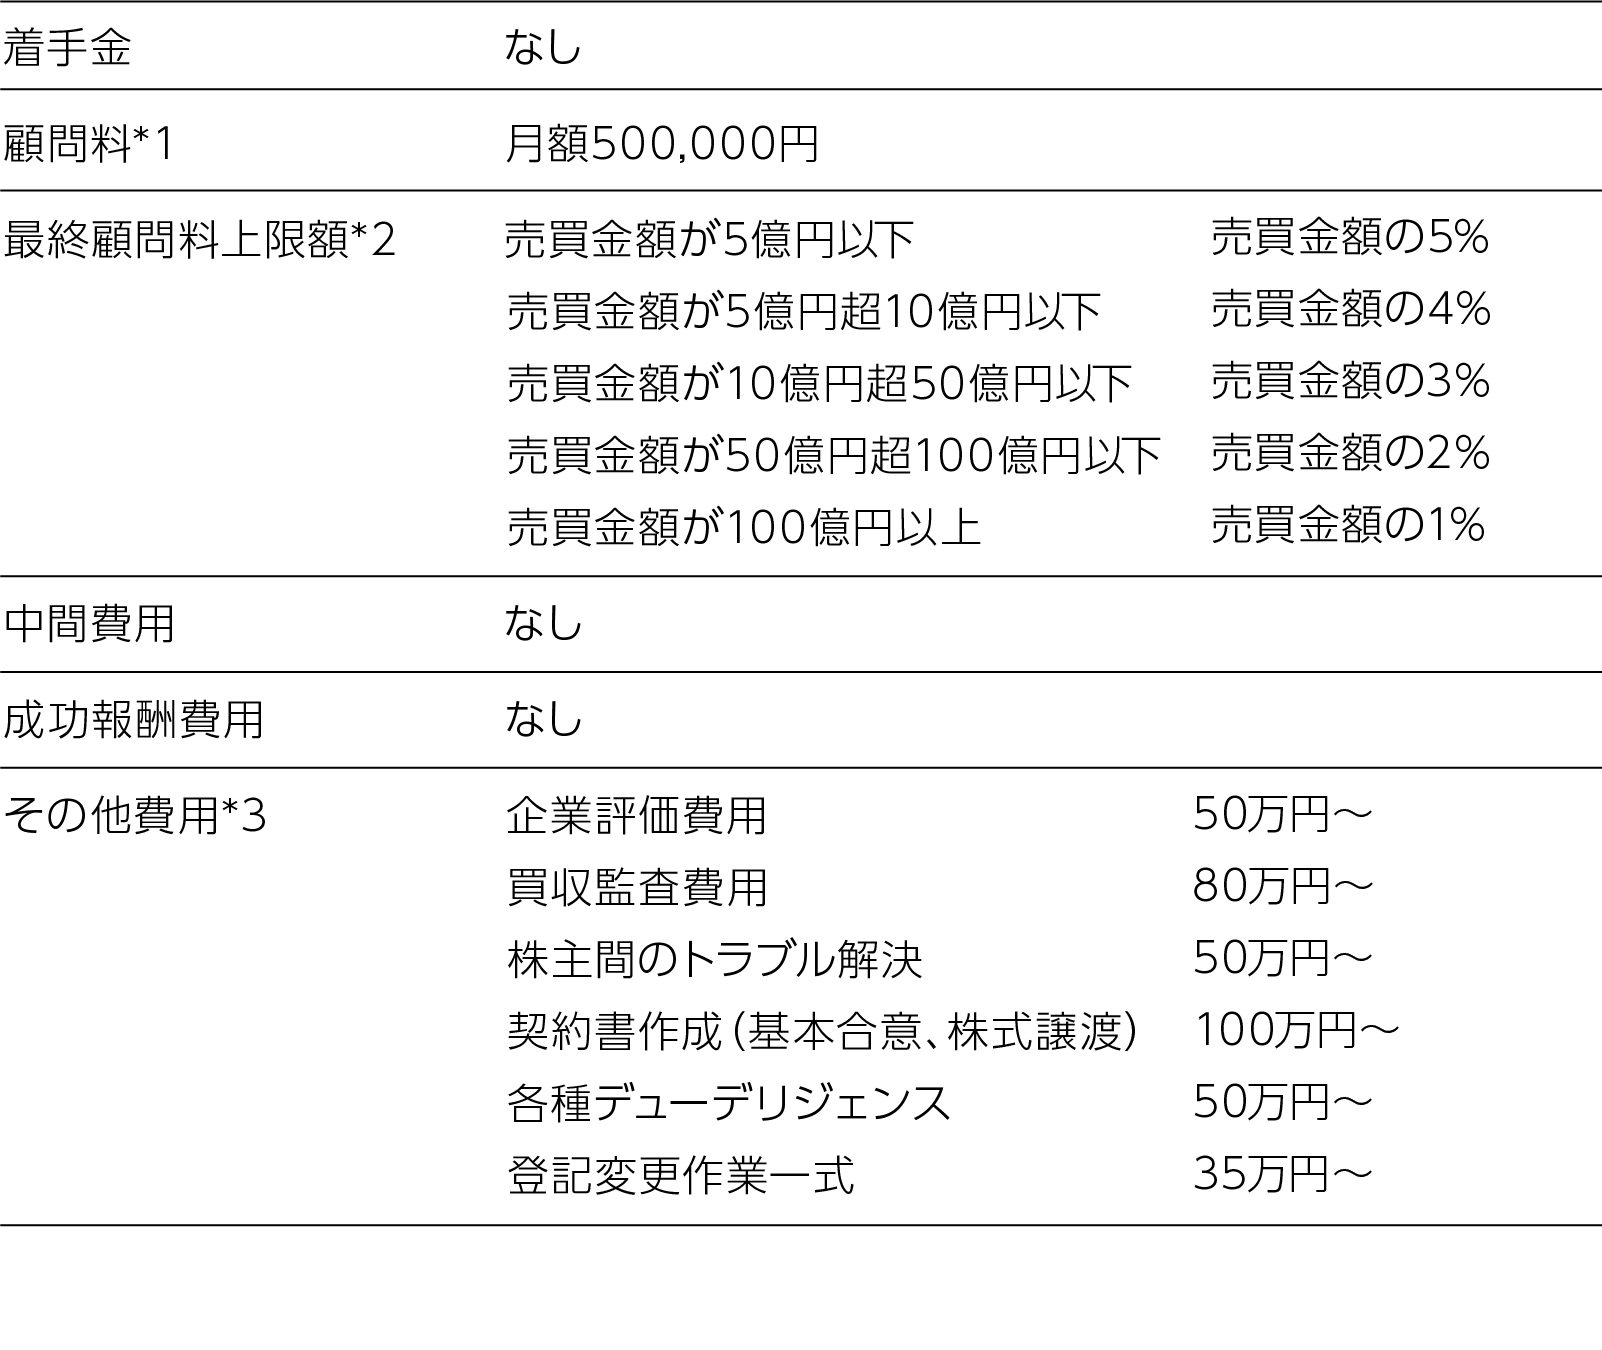 着手金 なし
顧問料*1 月額500,000円
最終顧問料上限額*2 売買金額が5億円以下 売買金額の5%
売買金額が5億円超10億円以下 売買金額の4%
売買金額が10億円超50億円以下 売買金額の3%
売買金額が50億円超100億円以下 売買金額の2%
売買金額が100億円以上 売買金額の1%
中間費用 なし
成功報酬費用 なし
その他費用*3 企業評価費用 50万円〜
買収監査費用 80万円〜
株主間のトラブル解決 50万円〜
契約書作成(基本合意、株式譲渡) 100万円〜
各種デューデリジェンス 50万円〜
登記変更作業一式 35万円〜